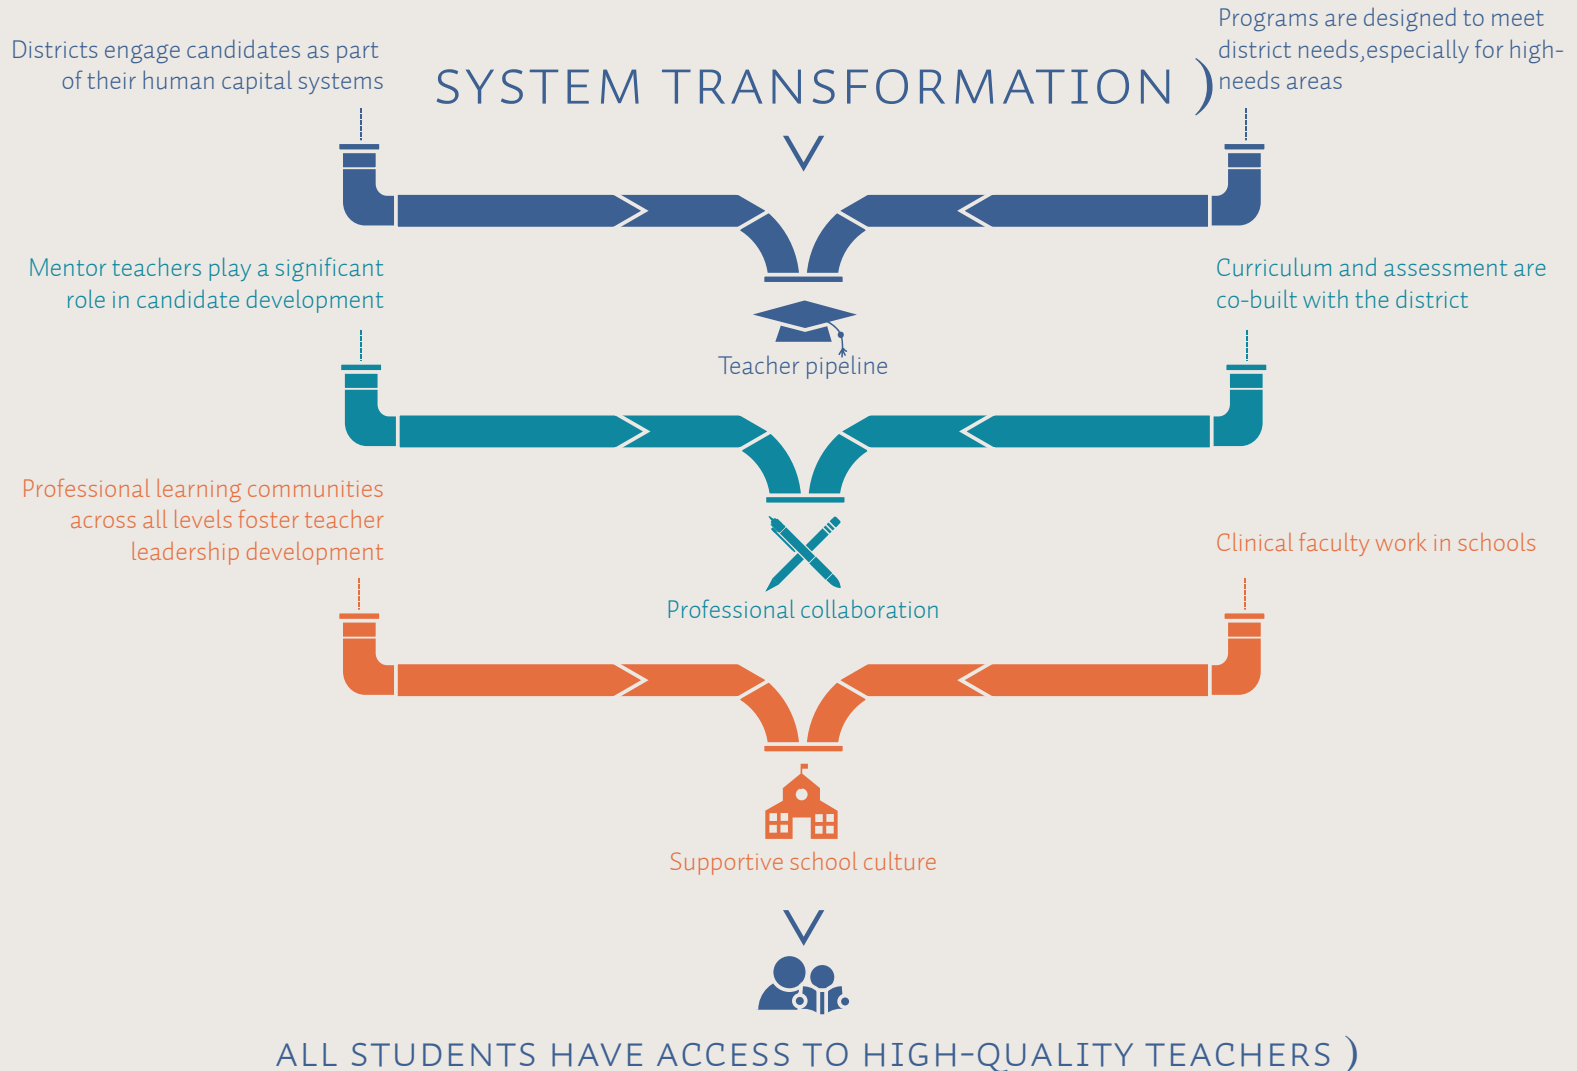 Districts engage candidates as part
of their human capital systems
SYSTEM TRANSFORMATION )
Programs are designed to meet
district needs,especially for high-
needs areas
Teacher pipeline
Mentor teachers play a significant
role in candidate development
Curriculum and assessment are
co-built with the district
Professional collaboration
Professional learning communities
across all levels foster teacher
leadership development
Clinical faculty work in schools
Supportive school culture
ALL STUDENTS HAVE ACCESS TO HIGH-QUALITY TEACHERS )